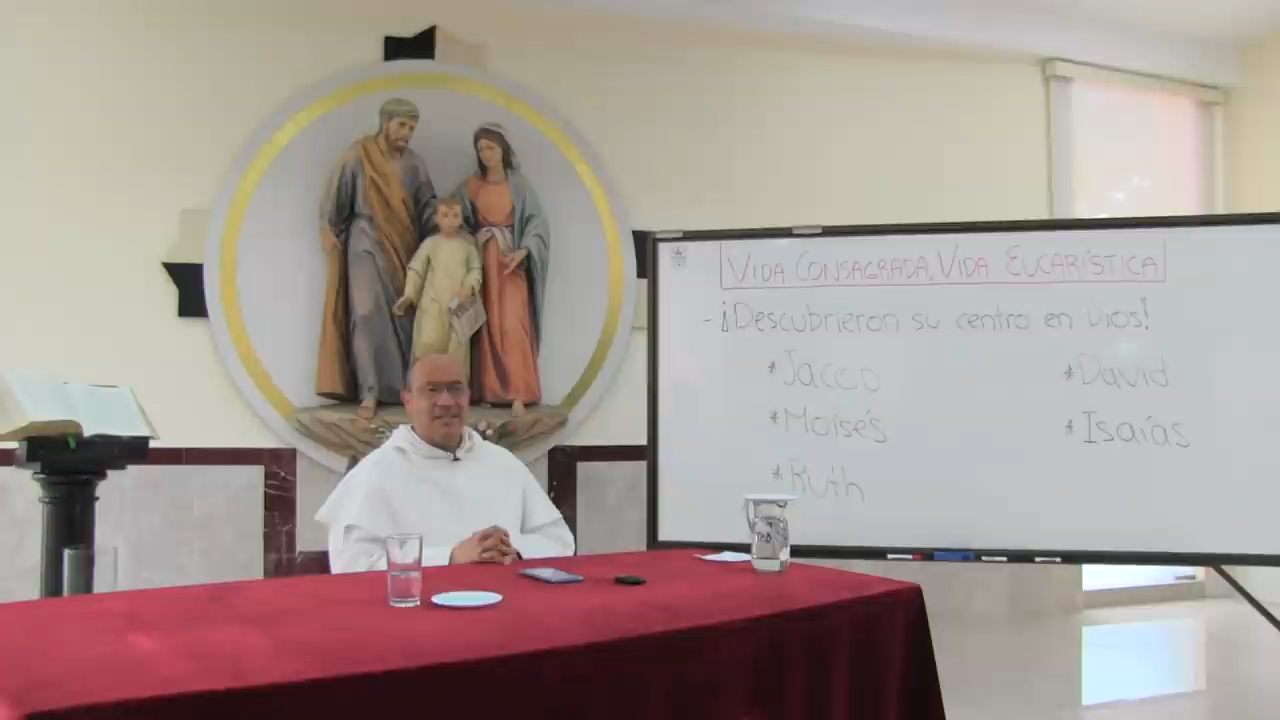 VIDA CONSAGRADA, VIDA EUCARÍSTICA
- ¡Descubrieron su centro en Dios!
* Jacob
* David
* Moisés
* Isaías
* Ruth